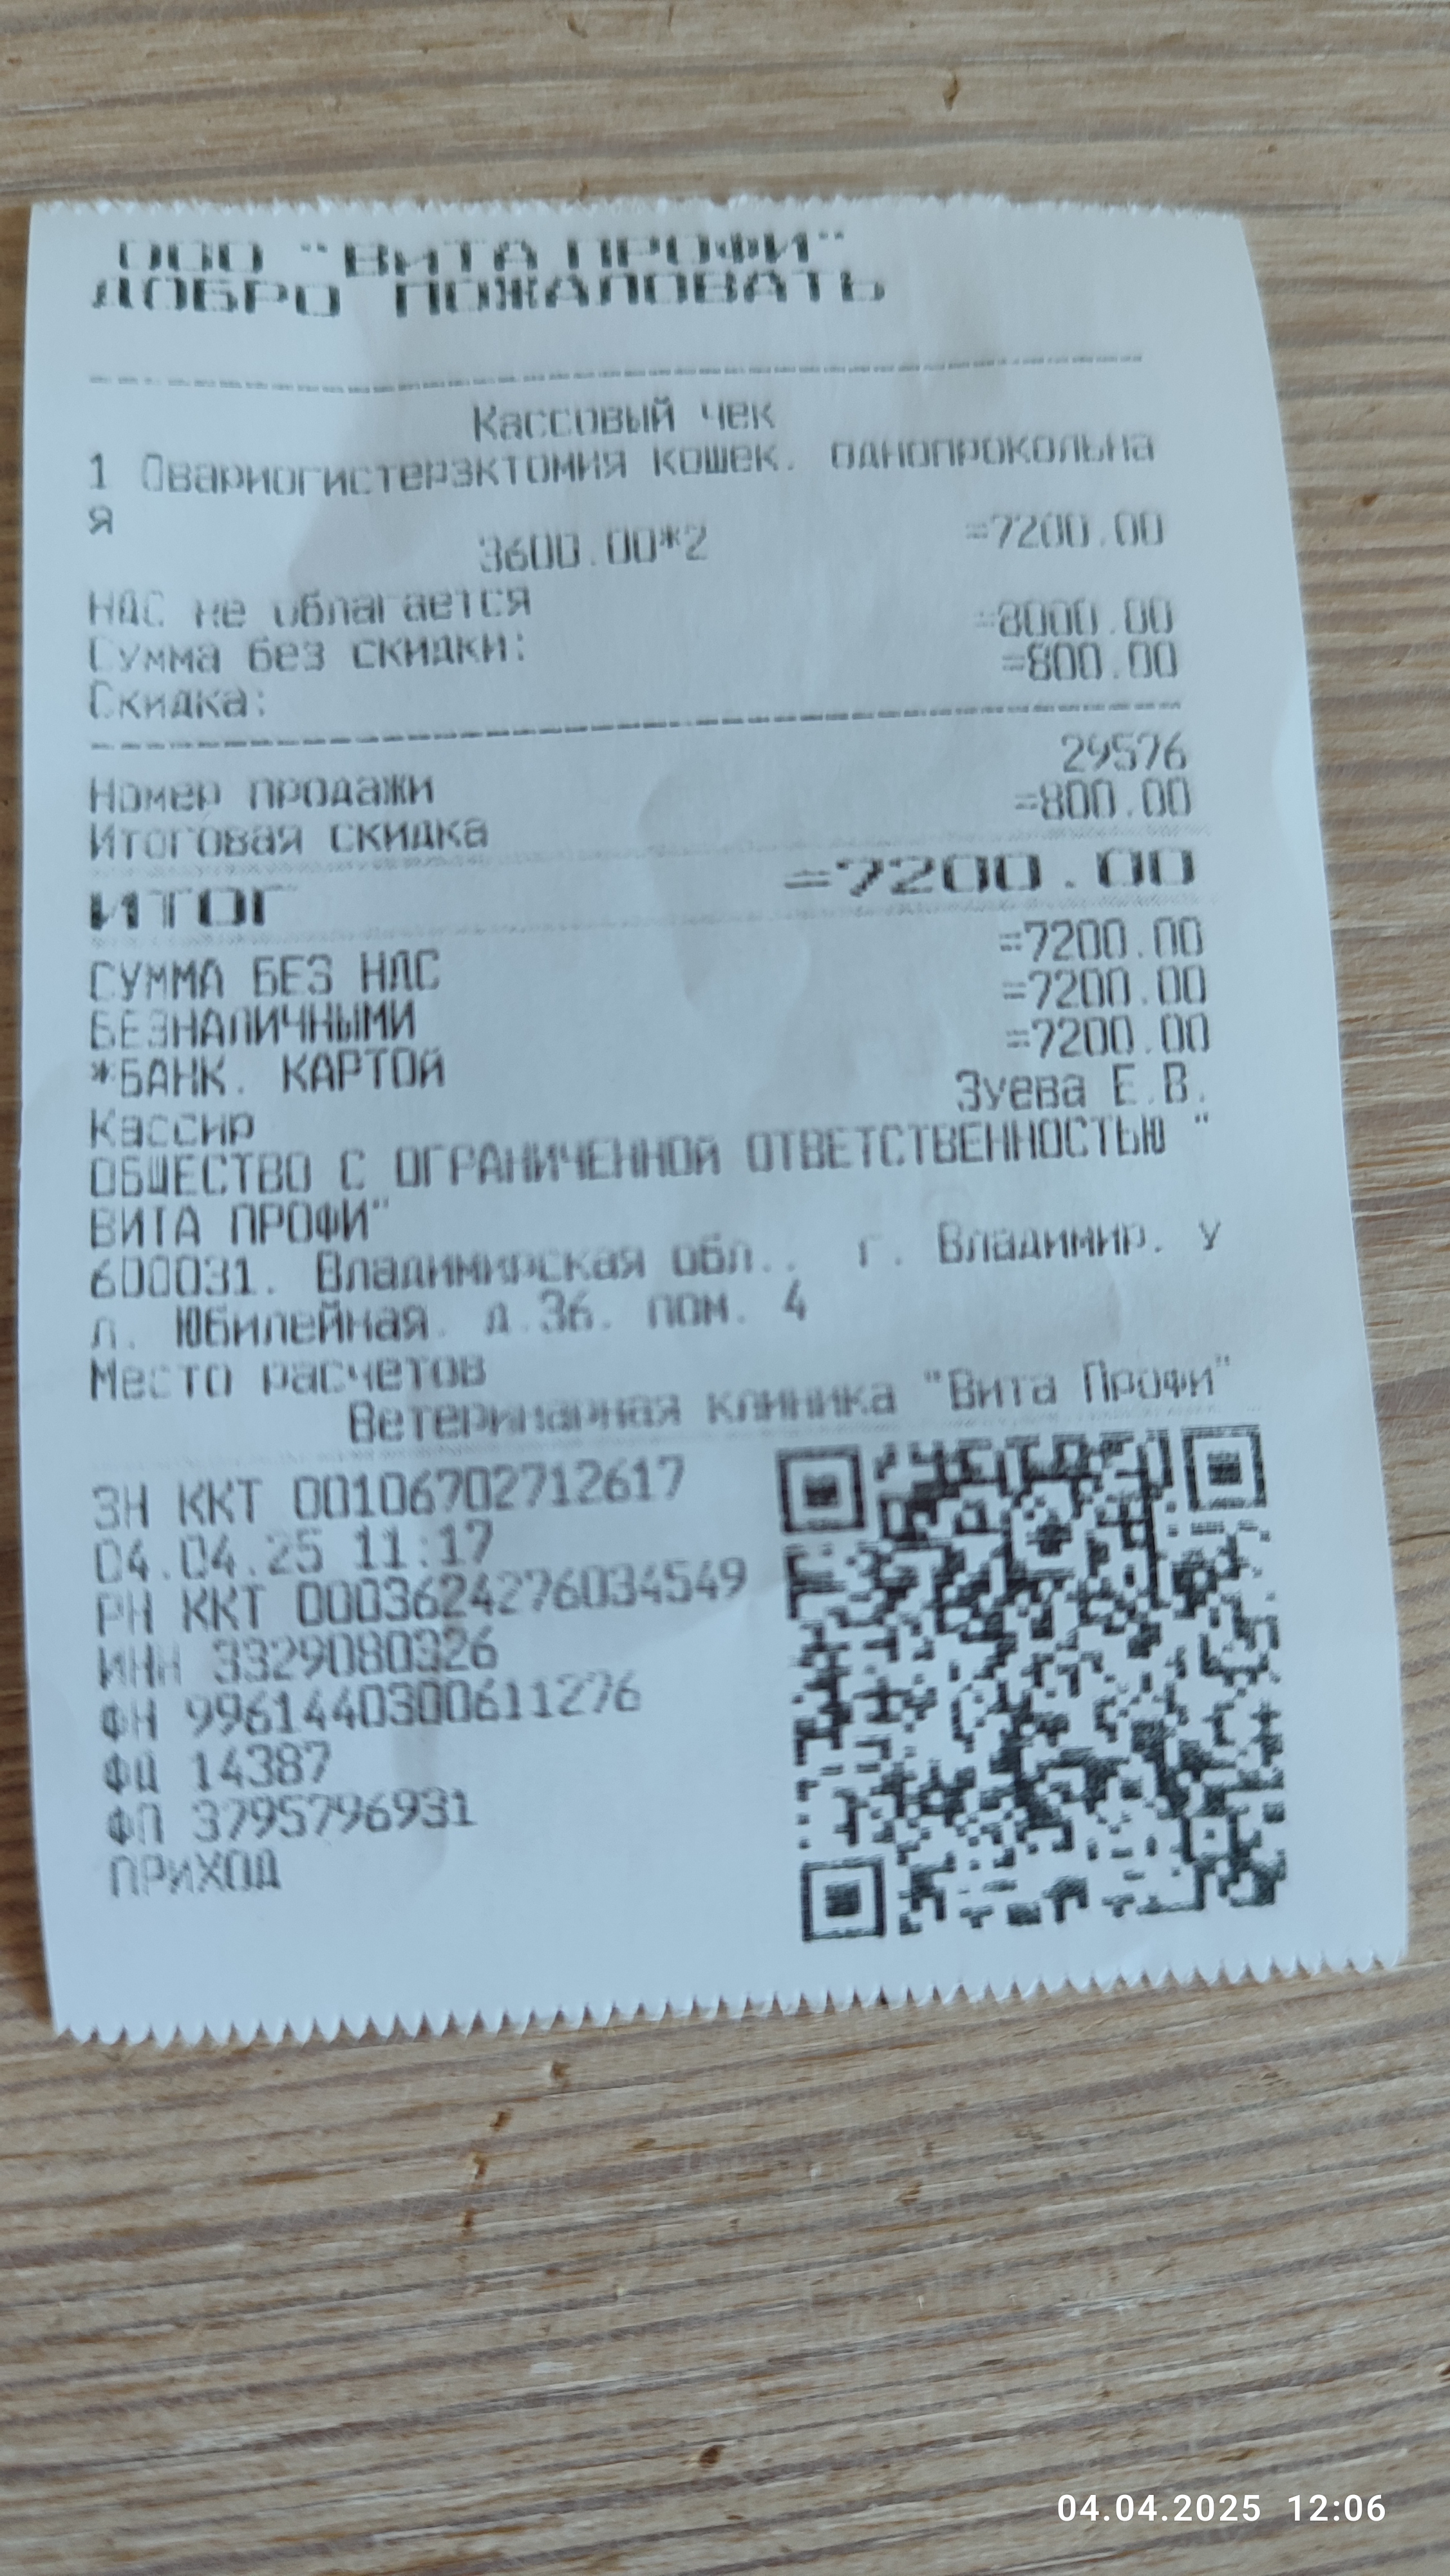 ООО "ВИТА ПРОФИ"
ДОБРО ПОЖАЛОВАТЬ
Кассовый чек
1 Овариогистерэктомия кошек. однопрокольна
я
3600.00*2 =7200.00
НДС не облагается
Сумма без скидки: =8000.00
Скидка: =800.00
Номер продажи 29576
Итоговая скидка =800.00
ИТОГ =7200.00
СУММА БЕЗ НДС =7200.00
БЕЗНАЛИЧНЫМИ =7200.00
*БАНК. КАРТОЙ =7200.00
Кассир Зуева Е.В.
ОБЩЕСТВО С ОГРАНИЧЕННОЙ ОТВЕТСТВЕННОСТЬЮ "
ВИТА ПРОФИ"
600031. Владимирская обл.. г. Владимир. у
л. Юбилейная. д.36. пом. 4
Место расчетов
Ветеринарная клиника "Вита Профи"
ЗН ККТ 00106702712617
04.04.25 11:17
РН ККТ 0003624276034549
ИНН 3329080326
ФН 9961440300611276
ФД 14387
ФП 3795796931
ПРИХОД
04.04.2025 12:06